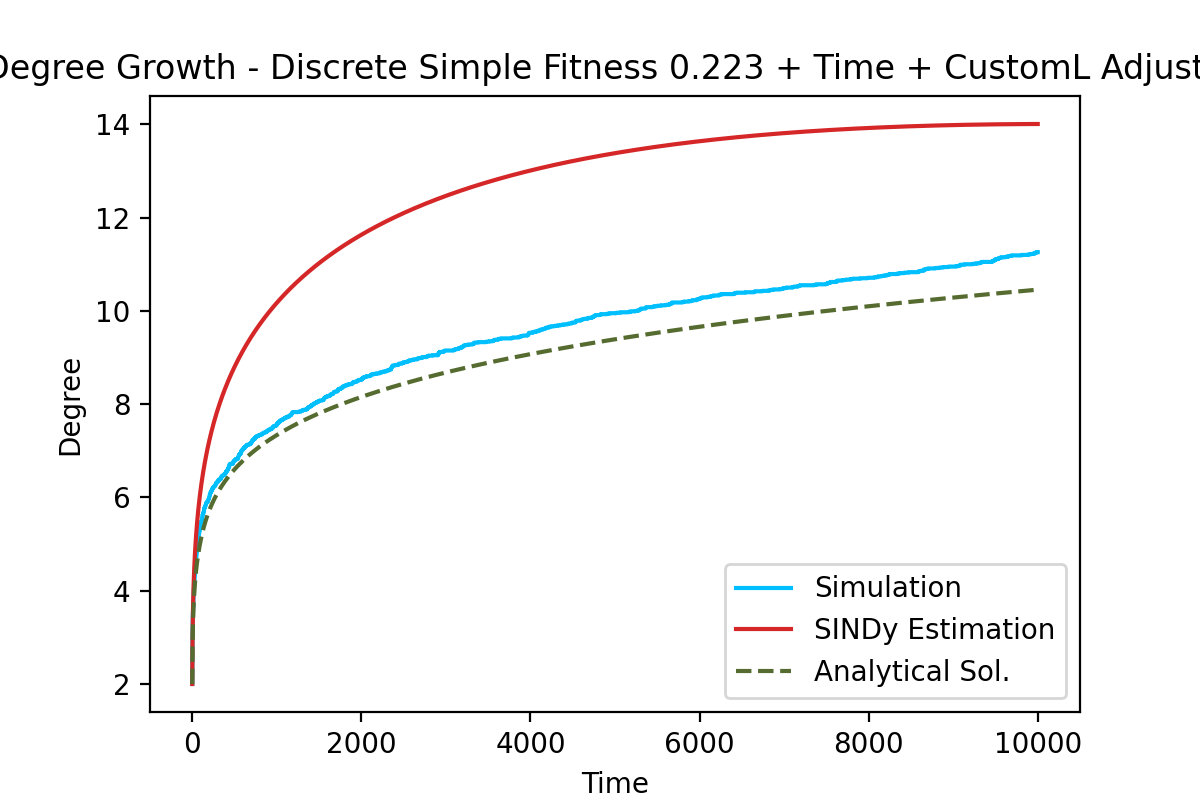 Degree Growth - Discrete Simple Fitness 0.223 + Time + CustomL Adjust
14
12
10
8
6
4
2
Degree
Simulation
SINDy Estimation
Analytical Sol.
0 2000 4000 6000 8000 10000
Time